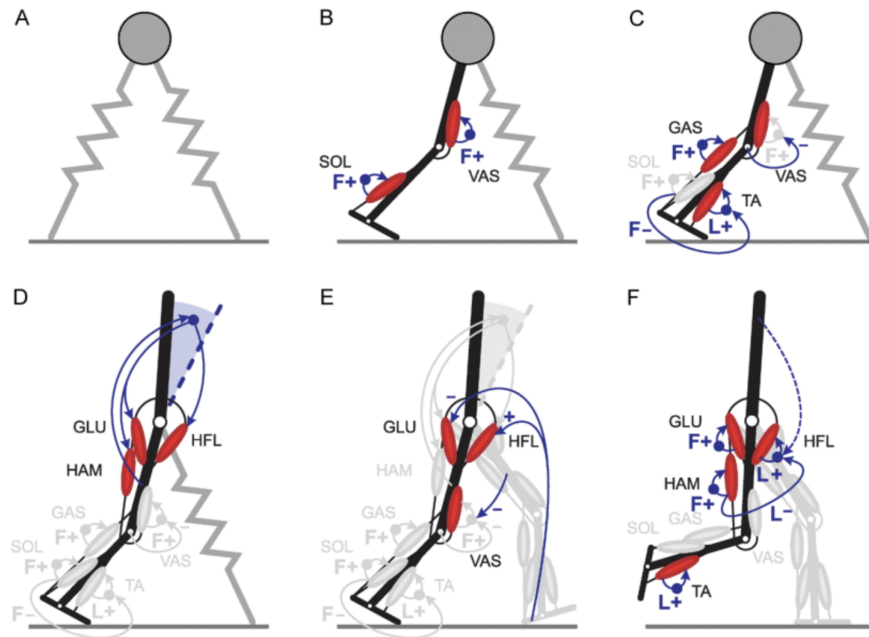 A
B
SOL
F+
F+
VAS
C
GAS
F+
F+
–
SOL
F+
VAS
TA
F–
L+
D
GLU
HFL
HAM
GAS
F+
–
F+
SOL
F+
VAS
TA
F–
L+
E
–
+
GLU
HFL
HAM
–
GAS
F+
–
F+
SOL
F+
VAS
TA
F–
L+
F
GLU
HFL
F+
L+
HAM
F+
L–
GAS
SOL
VAS
TA
L+